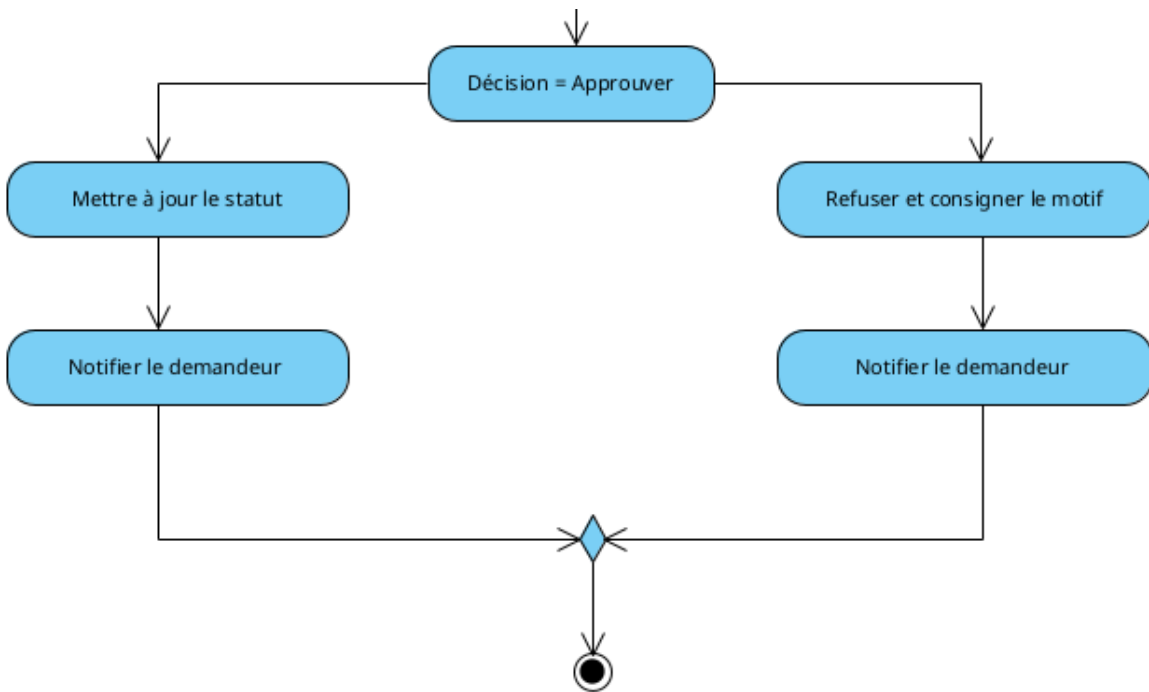 Décision = Approuver
Mettre à jour le statut
Refuser et consigner le motif
Notifier le demandeur
Notifier le demandeur